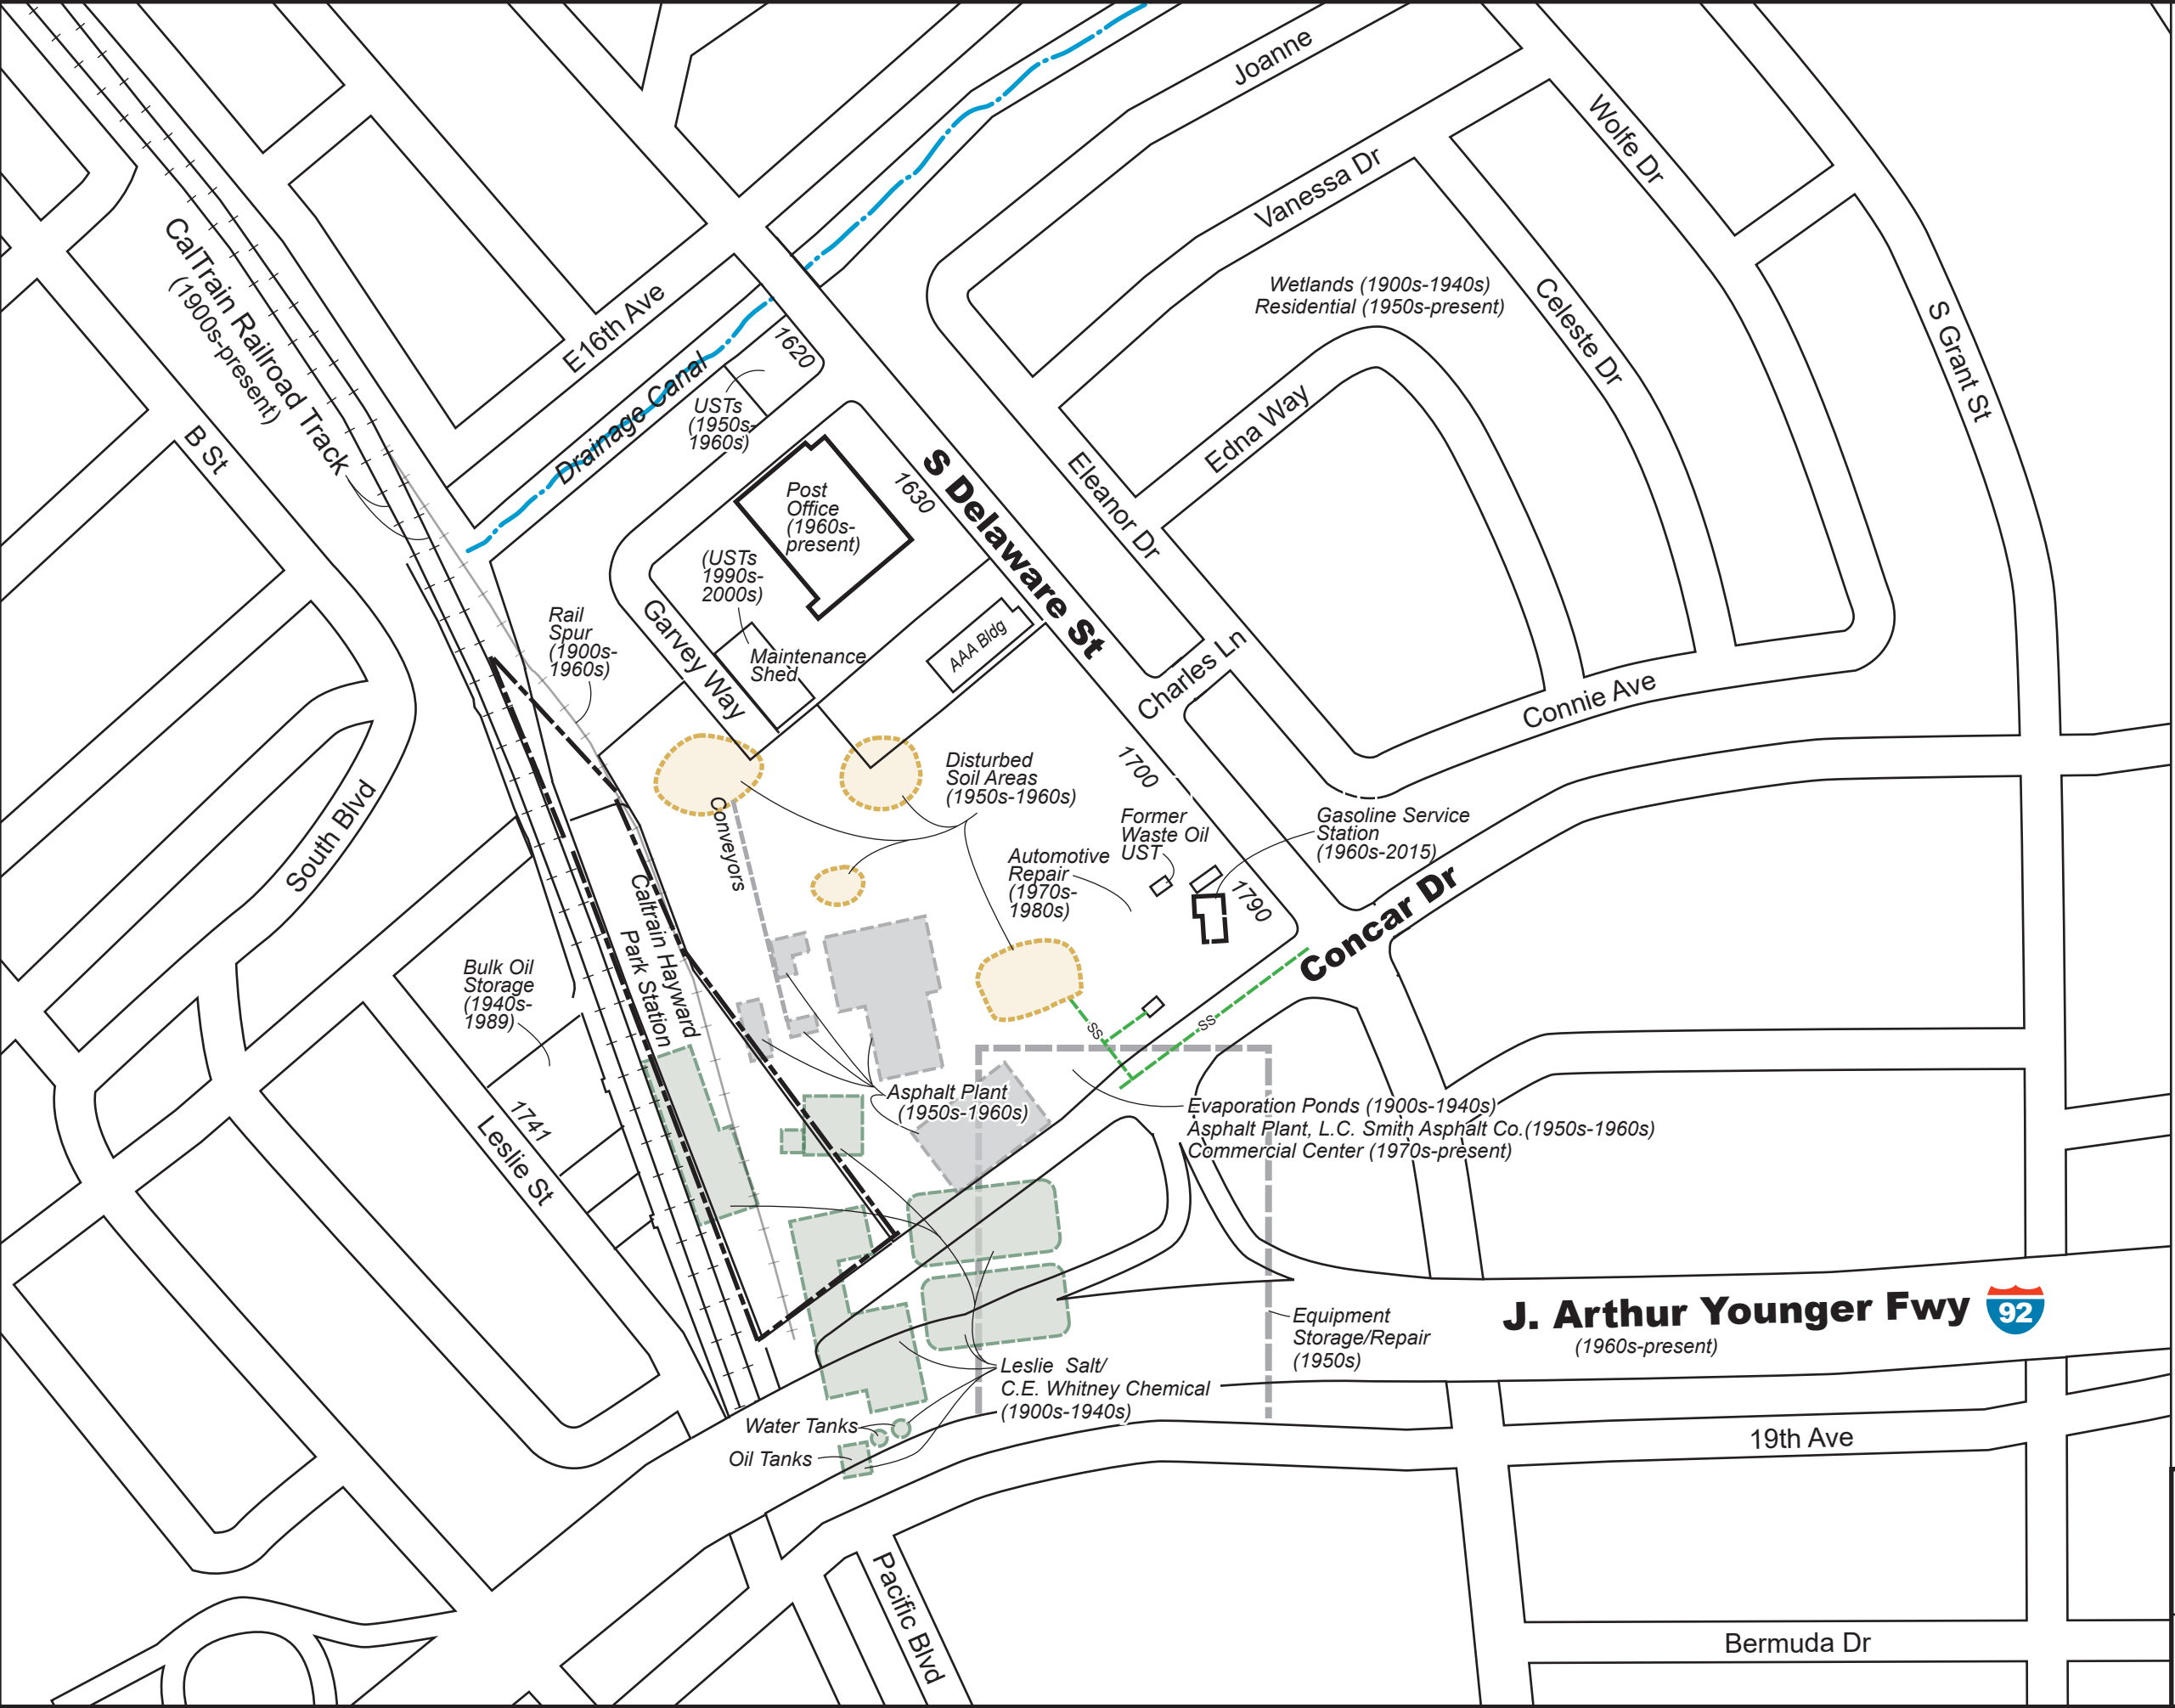 Joanne
Wolfe Dr
Vanessa Dr
CalTrain Railroad Track
(1900s-present)
Wetlands (1900s-1940s)
Residential (1950s-present)
Celeste Dr
S Grant St
E16th Ave
1620
Drainage Canal
USTs
(1950s-
1960s)
Edna Way
B St
S Delaware St
Eleanor Dr
1630
Post
Office
(1960s-
present)
(USTs
1990s-
2000s)
Rail
Spur
(1900s-
1960s)
Garvey Way
Maintenance
Shed
AAA Bldg
Charles Ln
Connie Ave
1700
Disturbed
Soil Areas
(1950s-1960s)
South Blvd
Conveyors
Former
Waste Oil
UST
Gasoline Service
Station
(1960s-2015)
Automotive
Repair
(1970s-
1980s)
1790
Concar Dr
Caltrain Hayward
Park Station
Bulk Oil
Storage
(1940s-
1989)
SS
SS
Asphalt Plant
(1950s-1960s)
1741
Leslie St
Evaporation Ponds (1900s-1940s)
Asphalt Plant, L.C. Smith Asphalt Co.(1950s-1960s)
Commercial Center (1970s-present)
J. Arthur Younger Fwy
92
(1960s-present)
Equipment
Storage/Repair
(1950s)
Leslie Salt/
C.E. Whitney Chemical
(1900s-1940s)
Water Tanks
Oil Tanks
19th Ave
Pacific Blvd
Bermuda Dr